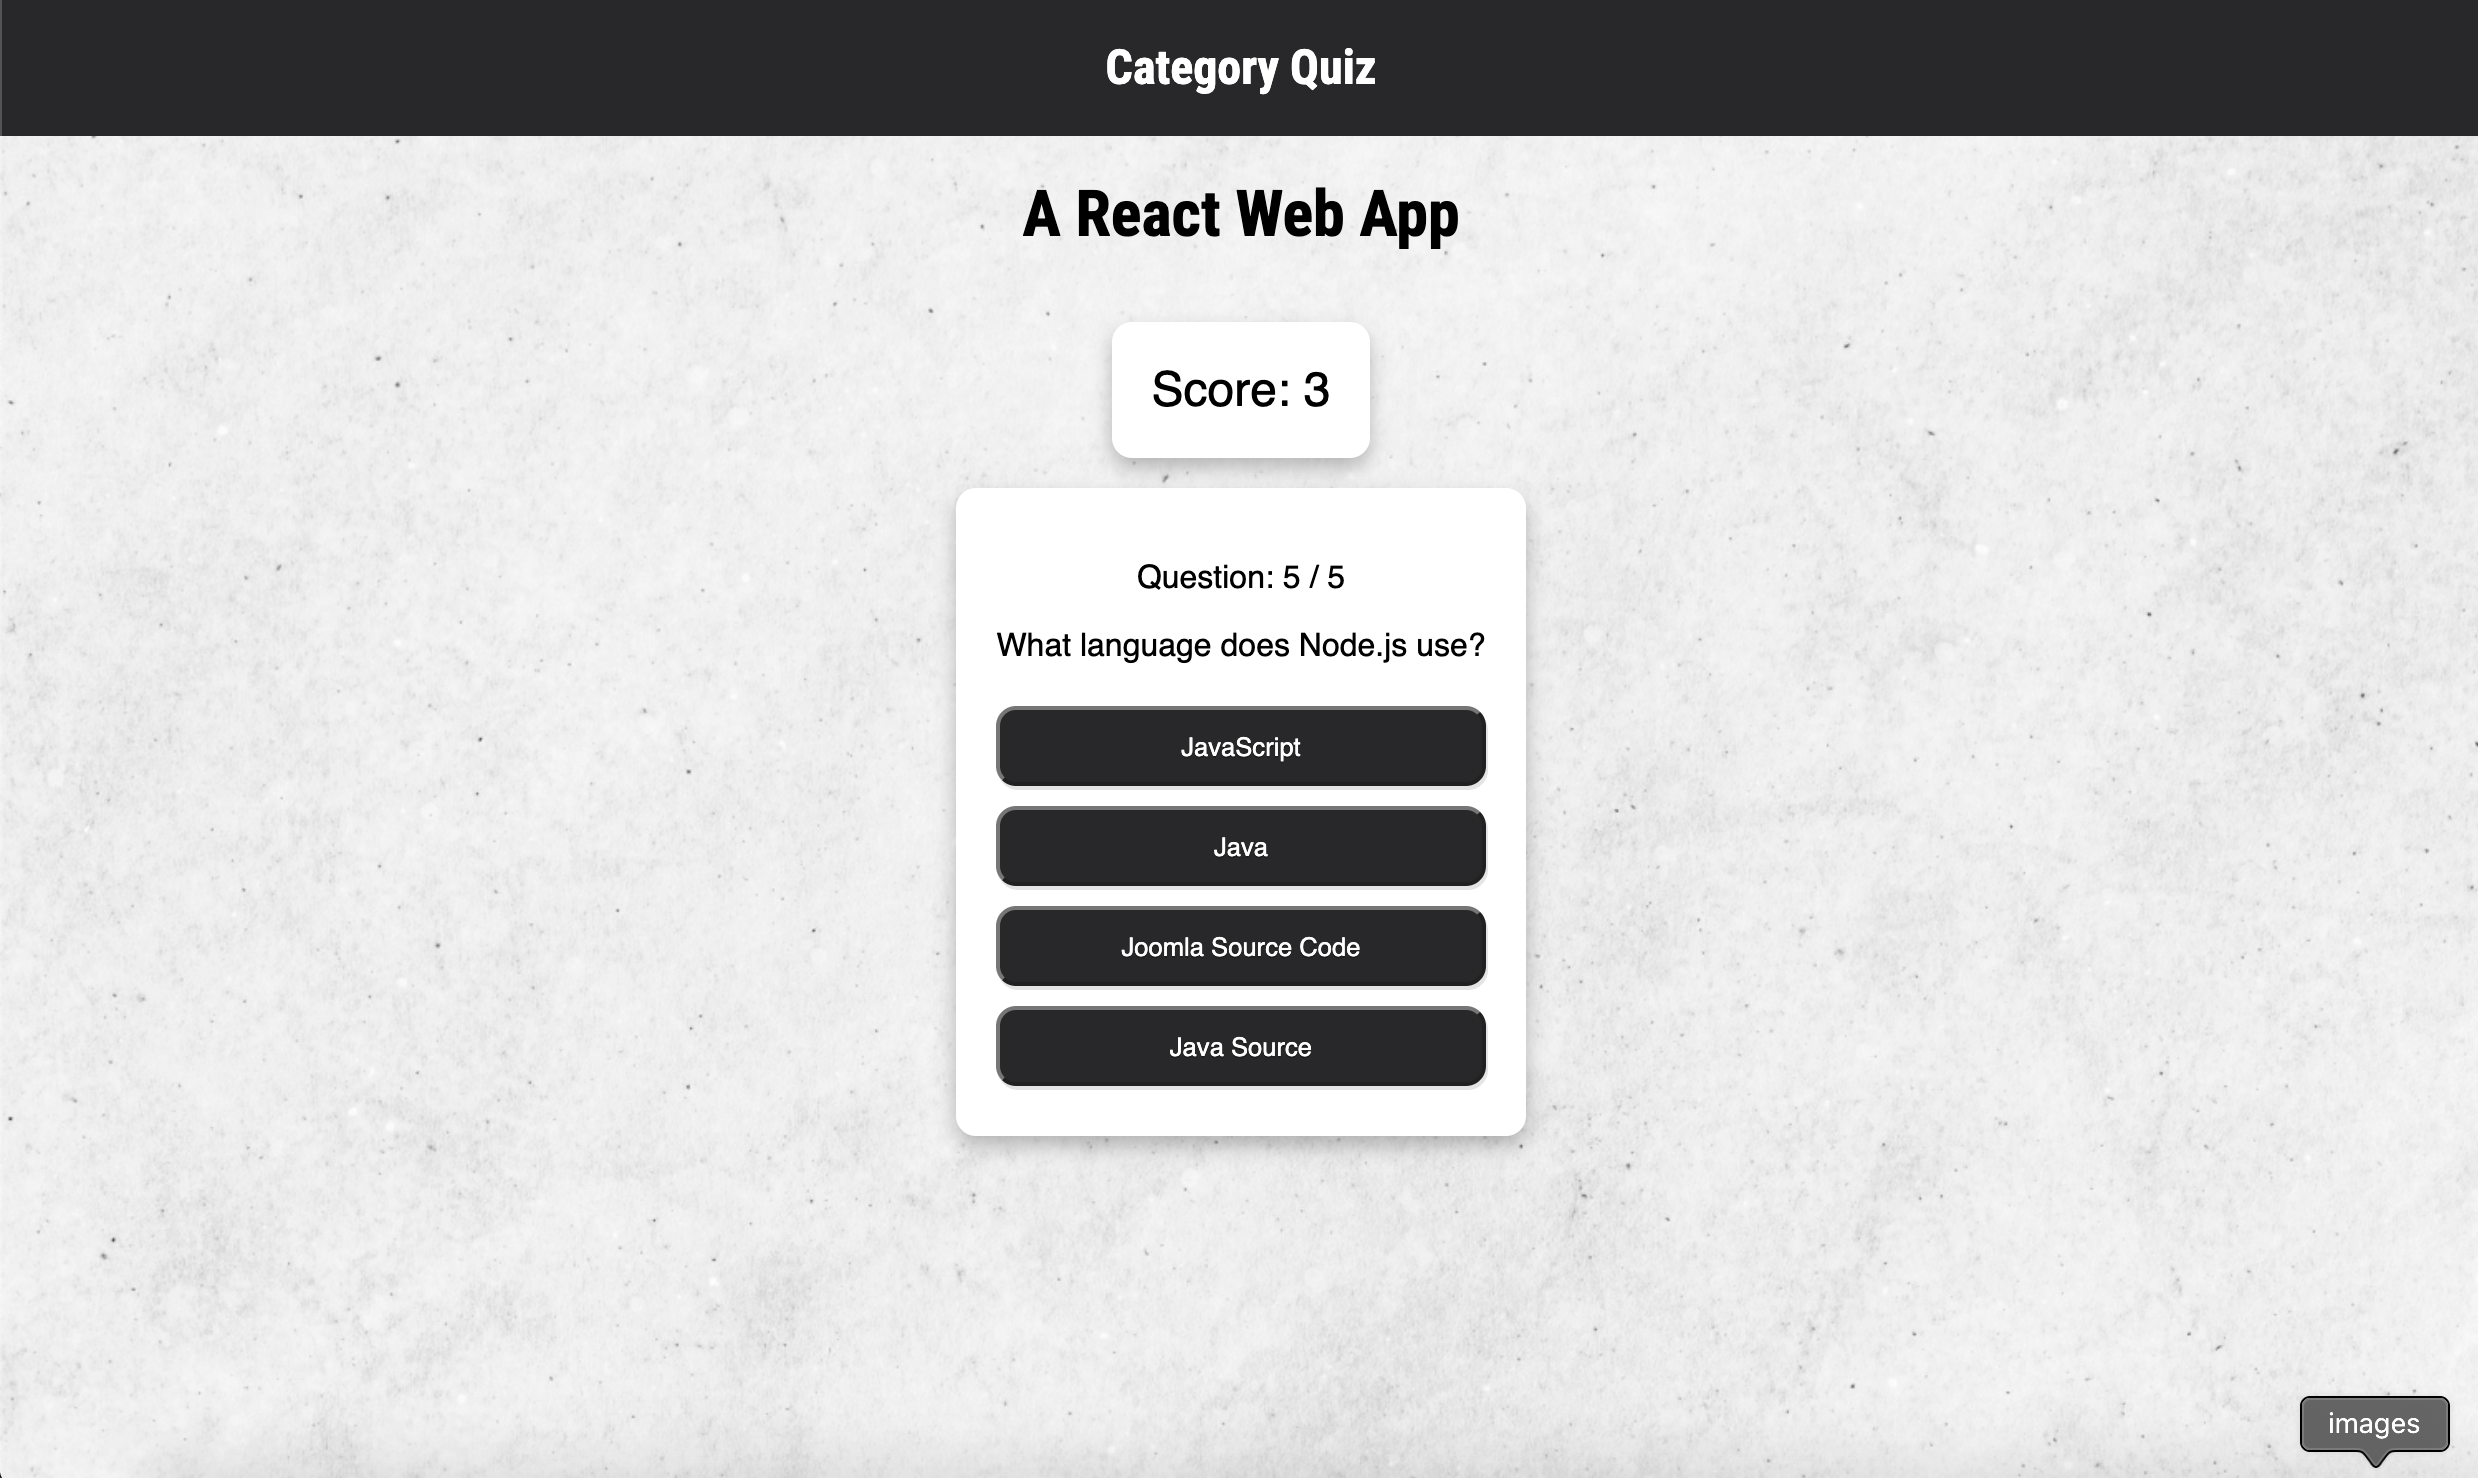 Category Quiz
A React Web App
Score: 3
Question: 5 / 5
What language does Node.js use?
JavaScript
Java
Joomla Source Code
Java Source
images